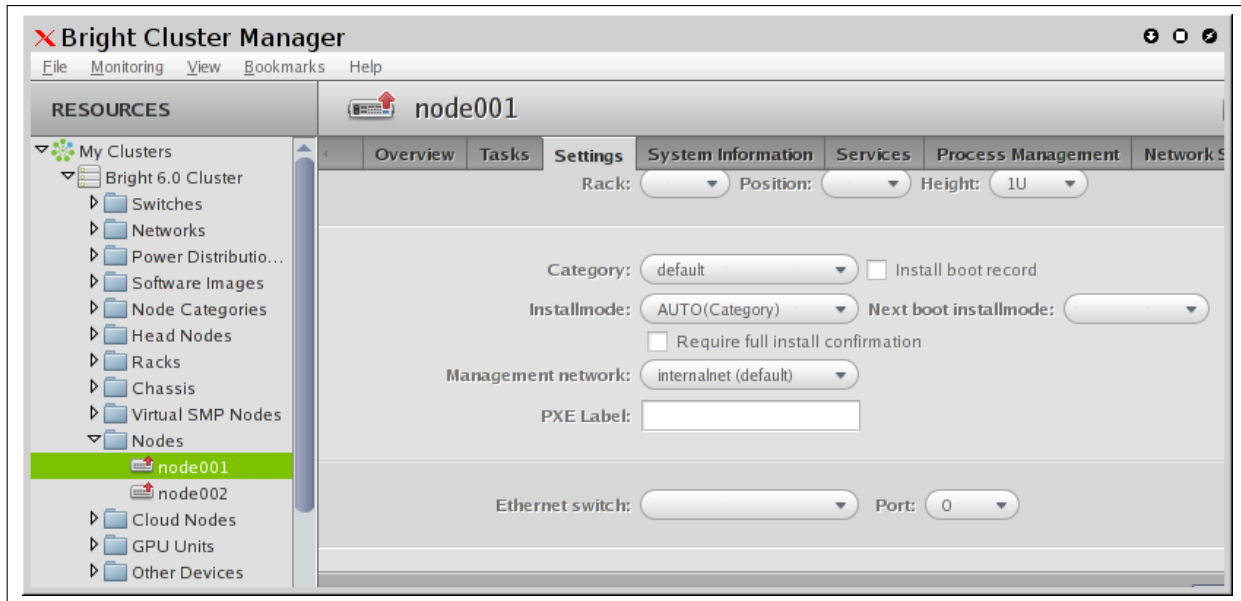 Bright Cluster Manager
File Monitoring View Bookmarks Help
RESOURCES
node001
My Clusters
Bright 6.0 Cluster
Switches
Networks
Power Distributio...
Software Images
Node Categories
Head Nodes
Racks
Chassis
Virtual SMP Nodes
Nodes
node001
node002
Cloud Nodes
GPU Units
Other Devices
Overview Tasks Settings System Information Services Process Management Network S
Rack: Position: Height: 1U
Category: default Install boot record
Installmode: AUTO(Category) Next boot installmode:
Require full install confirmation
Management network: internalnet (default)
PXE Label:
Ethernet switch: Port: 0